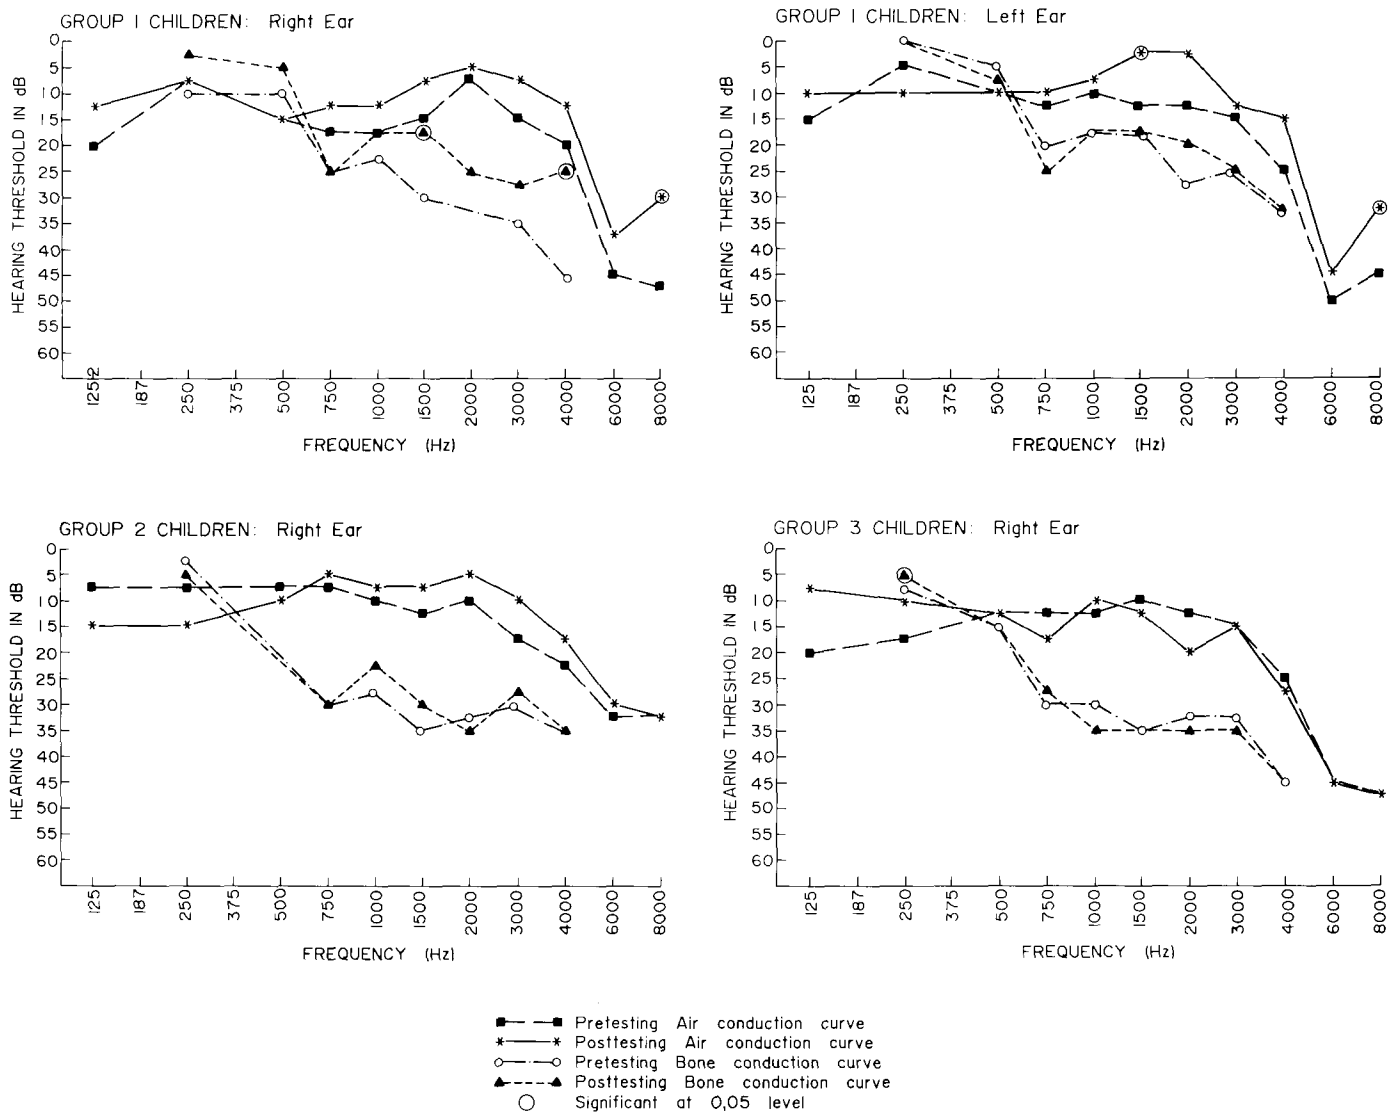 GROUP 1 CHILDREN: Right Ear
HEARING THRESHOLD IN dB
0
5
10
15
20
25
30
35
45
50
55
60
125 187 250 375 500 750 1000 1500 2000 3000 4000 6000 8000
FREQUENCY (Hz)
GROUP 1 CHILDREN: Left Ear
HEARING THRESHOLD IN dB
0
5
10
15
20
25
30
35
40
45
50
55
60
125 187 250 375 500 750 1000 1500 2000 3000 4000 6000 8000
FREQUENCY (Hz)
GROUP 2 CHILDREN: Right Ear
HEARING THRESHOLD IN dB
0
5
10
15
20
25
30
35
40
45
50
55
60
125 187 250 375 500 750 1000 1500 2000 3000 4000 6000 8000
FREQUENCY (Hz)
GROUP 3 CHILDREN: Right Ear
HEARING THRESHOLD IN dB
0
5
10
15
20
25
30
35
40
45
50
55
60
125 187 250 375 500 750 1000 1500 2000 3000 4000 6000 8000
FREQUENCY (Hz)
Pretesting Air conduction curve
Posttesting Air conduction curve
Pretesting Bone conduction curve
Posttesting Bone conduction curve
Significant at 0,05 level